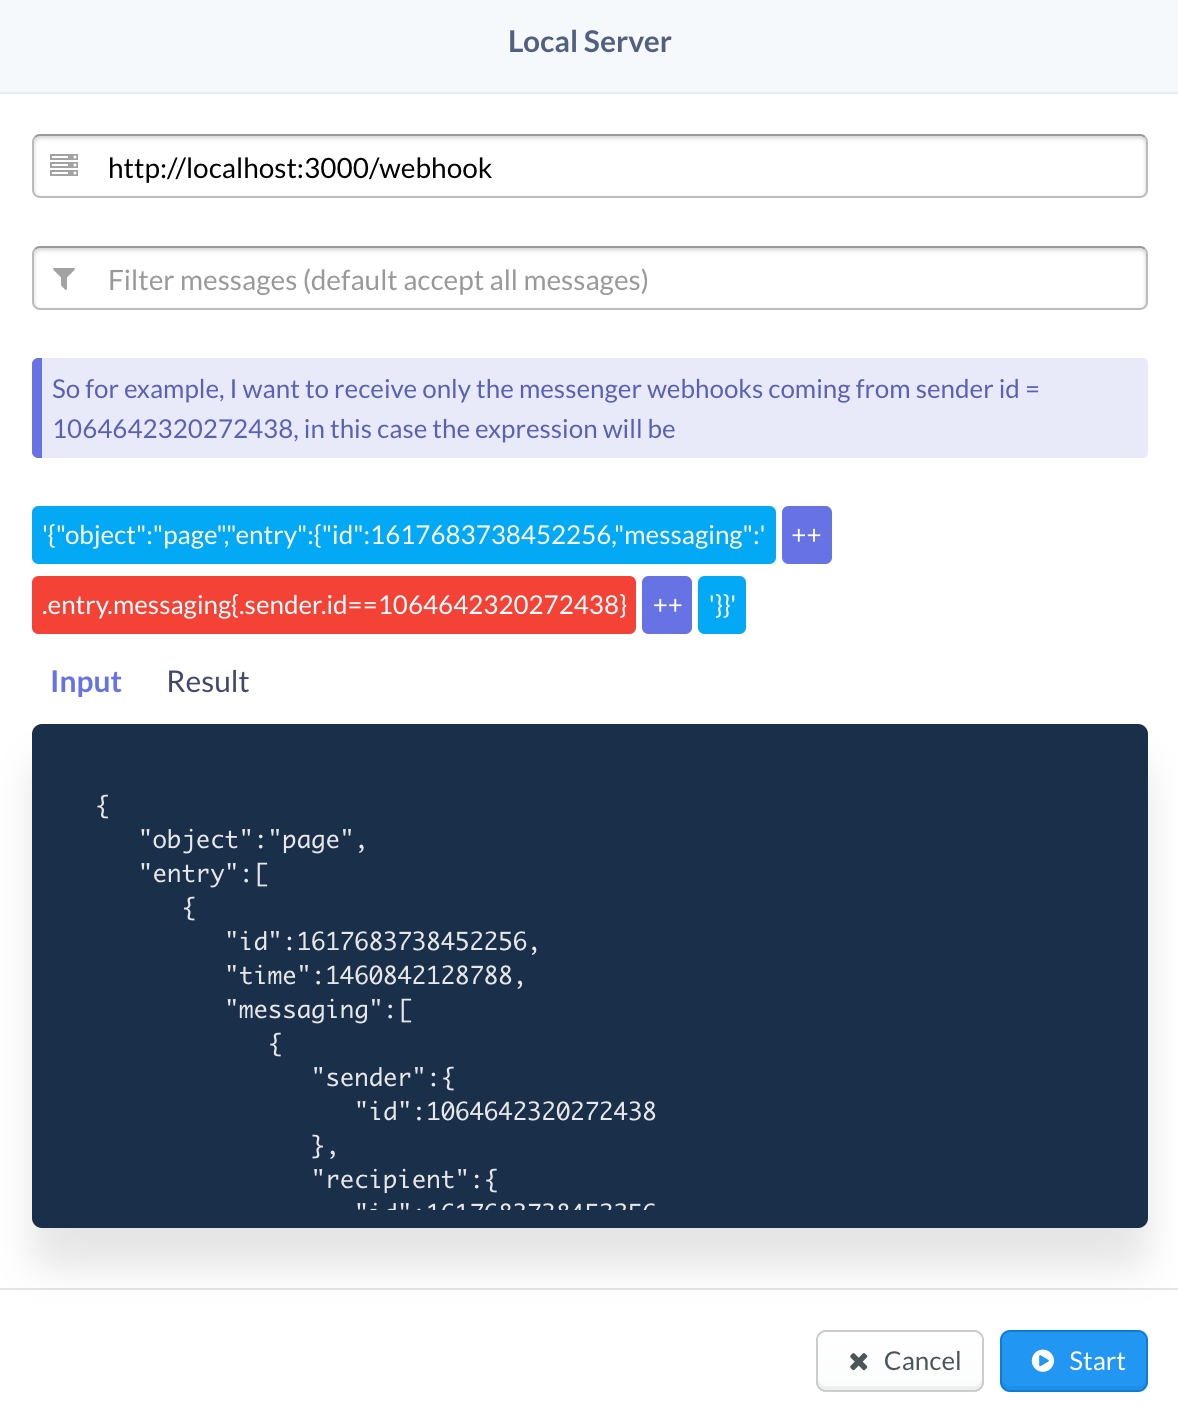 Local Server
http://localhost:3000/webhook
Filter messages (default accept all messages)
So for example, I want to receive only the messenger webhooks coming from sender id =
1064642320272438, in this case the expression will be
'{"object":"page","entry":{"id":1617683738452256,"messaging":' ++
.entry.messaging{.sender.id==1064642320272438} ++ '}}'
Input Result
{
"object":"page",
"entry":[
{
"id":1617683738452256,
"time":1460842128788,
"messaging":[
{
"sender":{
"id":1064642320272438
},
"recipient":{
Cancel Start